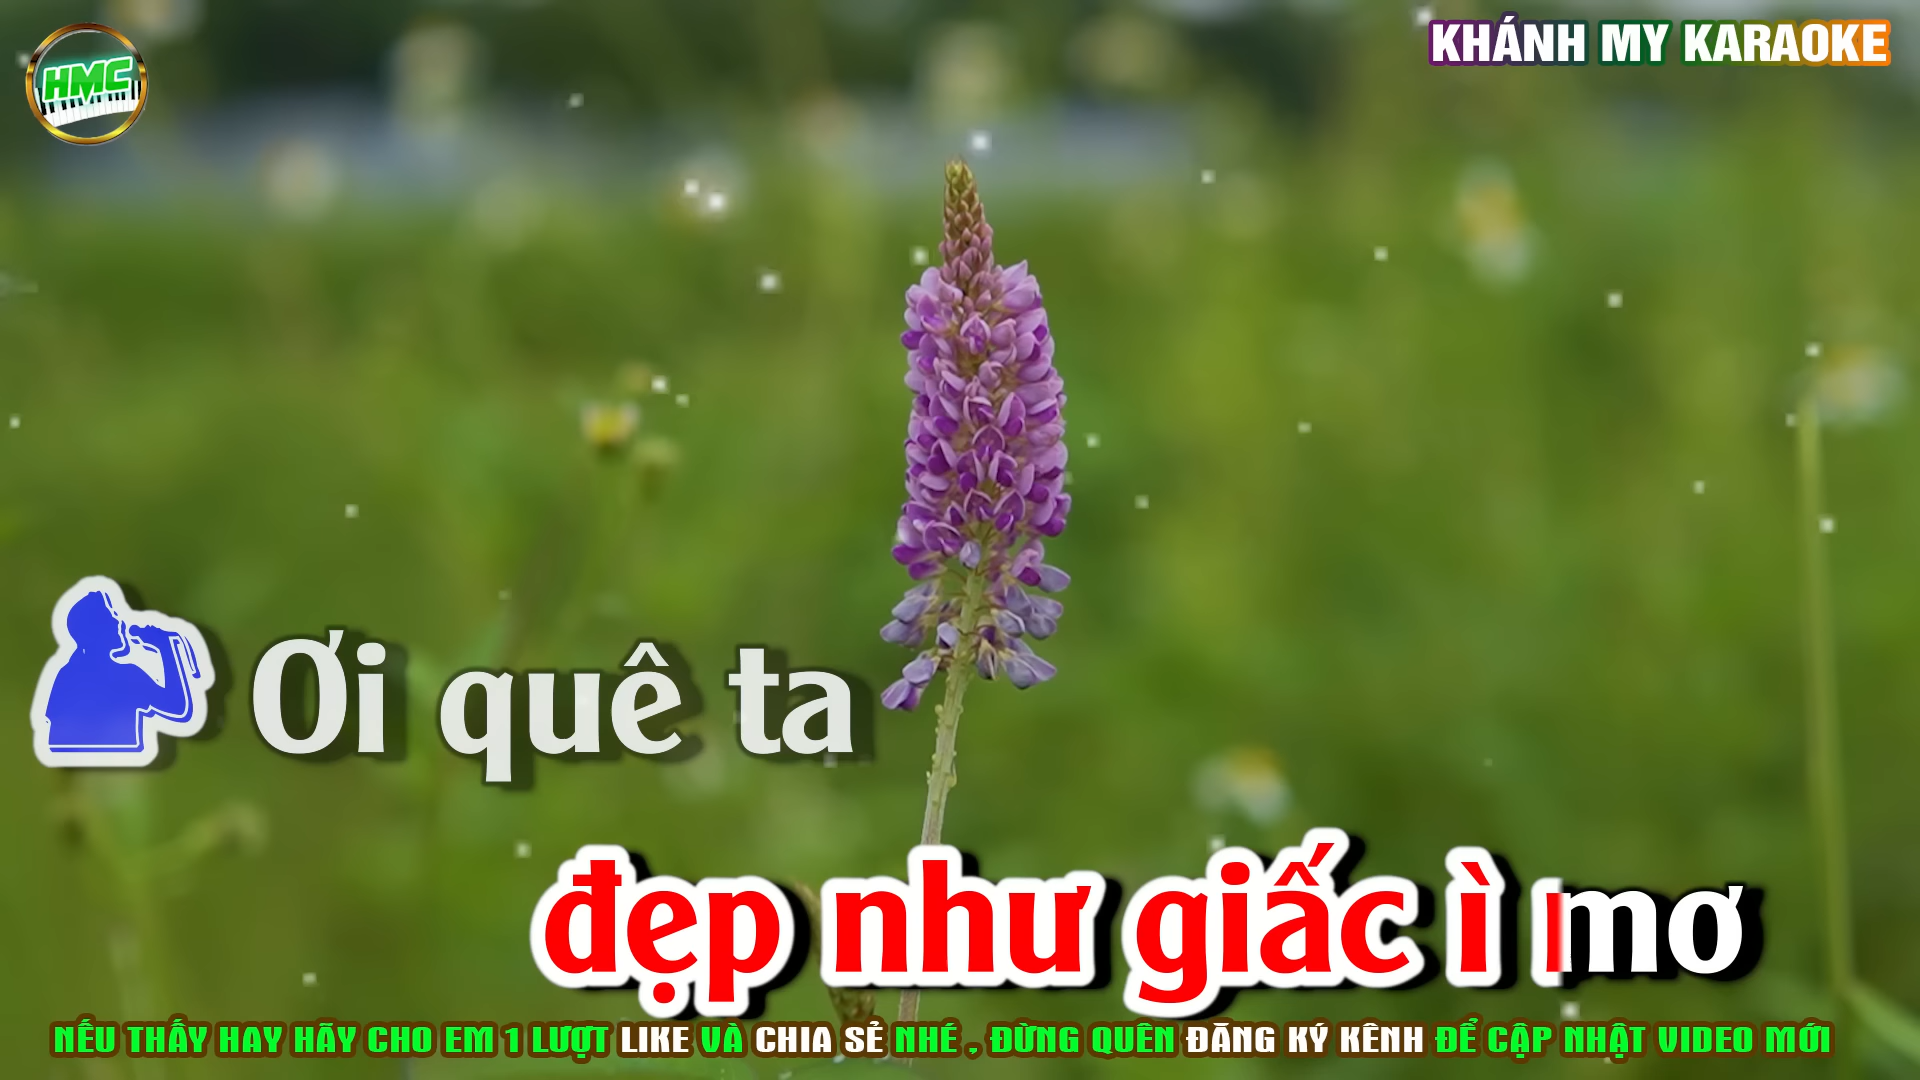 HMC
KHÁNH MY KARAOKE
Ơi quê ta
đẹp như giấc ì mơ
NẾU THẤY HAY HÃY CHO EM 1 LƯỢT LIKE VÀ CHIA SẺ NHÉ , ĐỪNG QUÊN ĐĂNG KÝ KÊNH ĐỂ CẬP NHẬT VIDEO MỚI